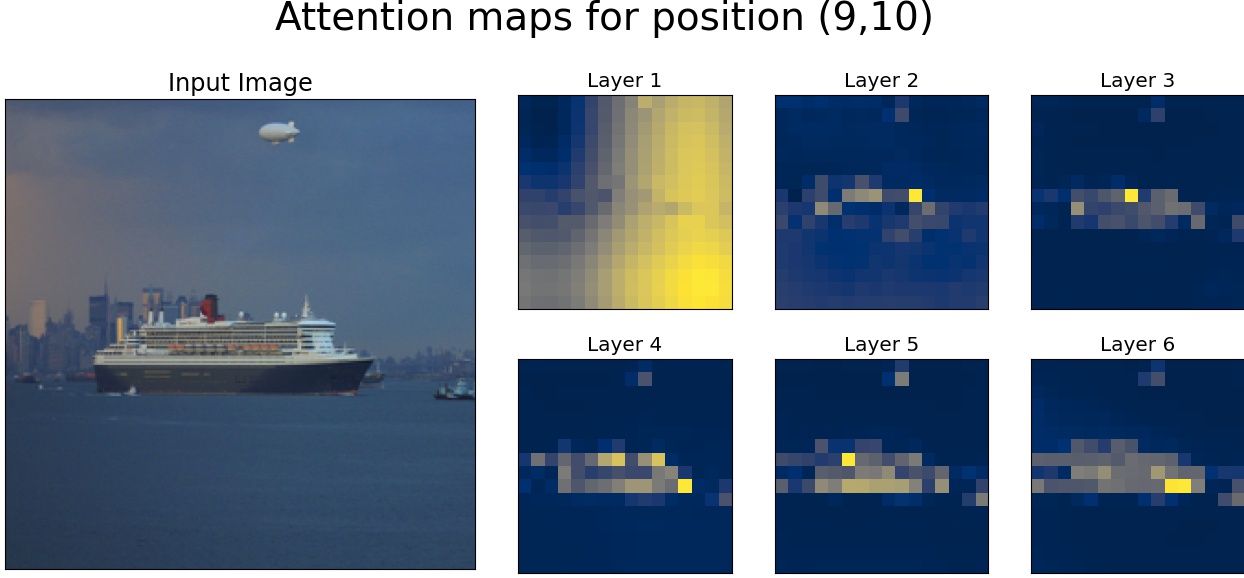 Attention maps for position (9,10)
Input Image
Layer 1
Layer 2
Layer 3
Layer 4
Layer 5
Layer 6